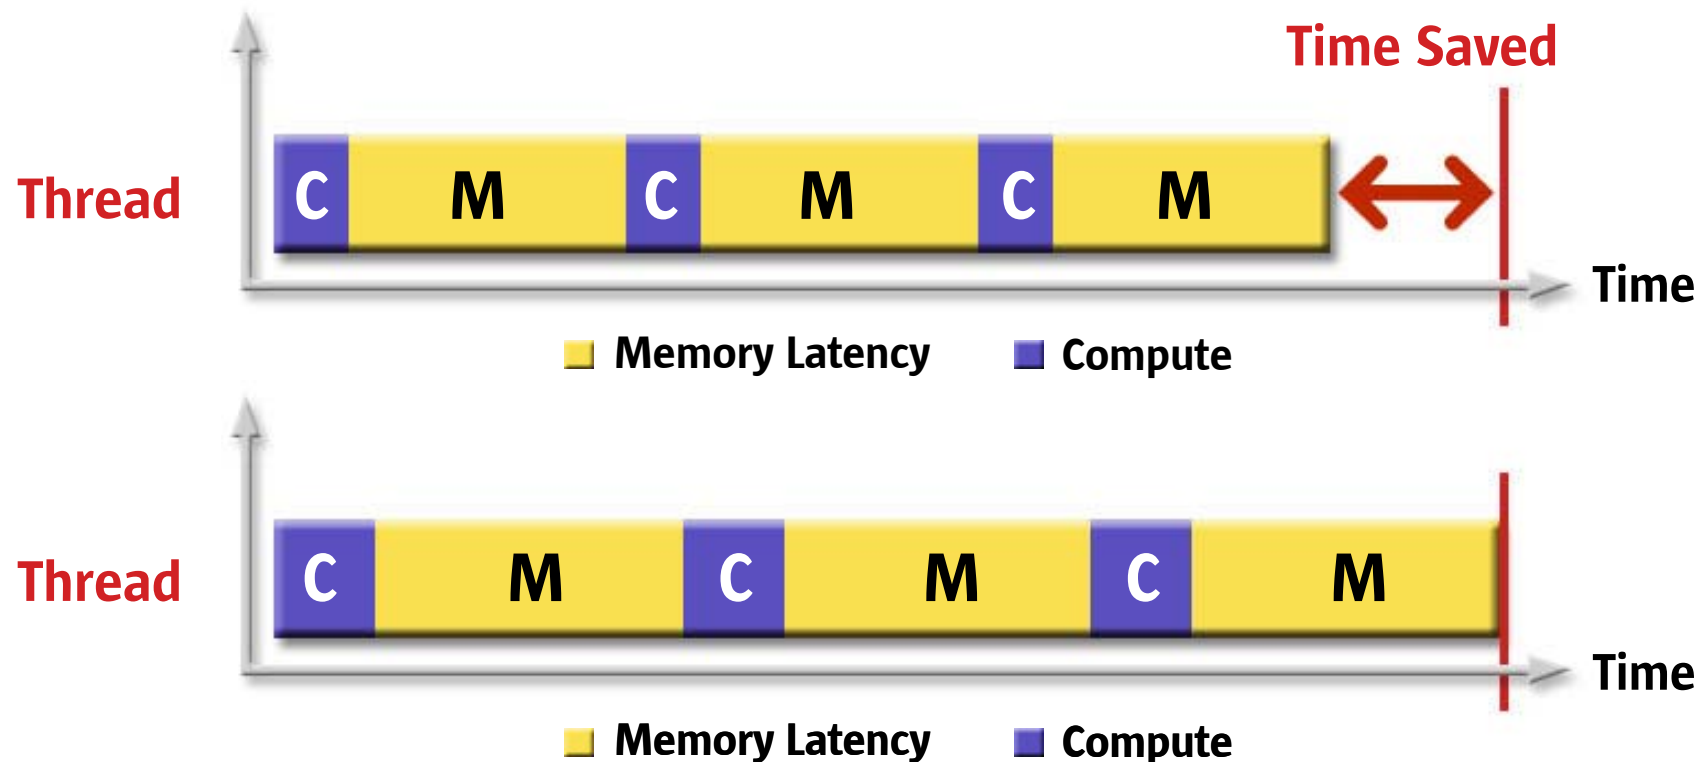 Time Saved
Thread C M C M C M
Time
Memory Latency Compute
Thread C M C M C M
Time
Memory Latency Compute